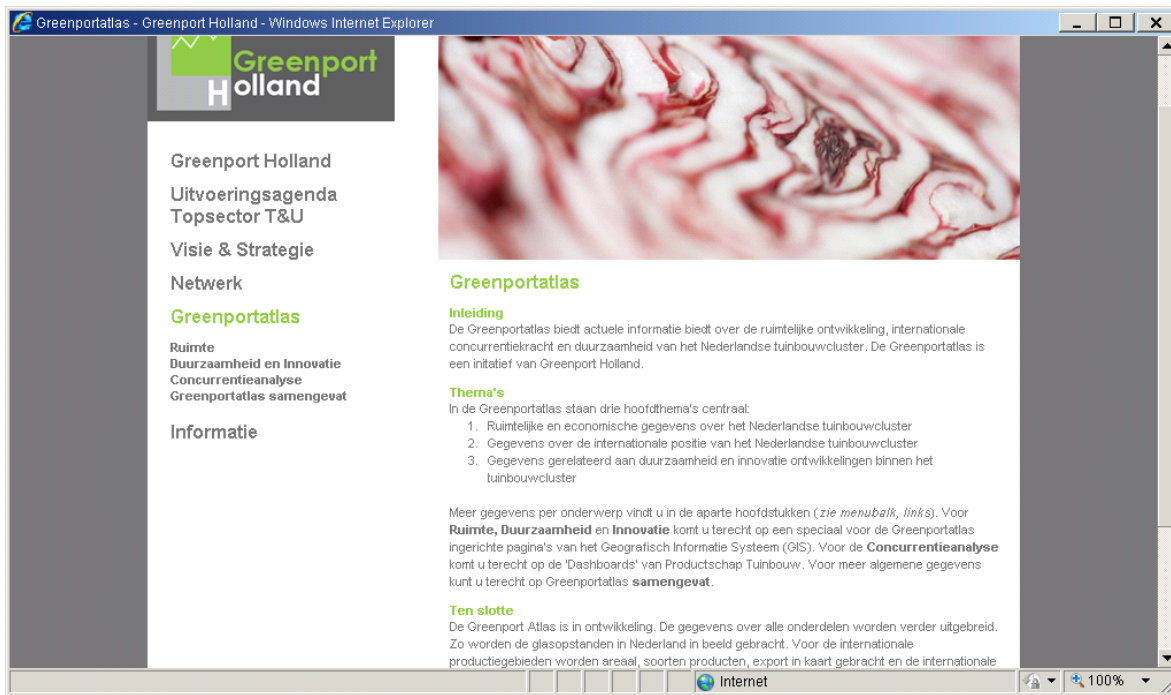 Greenportatlas - Greenport Holland - Windows Internet Explorer
Greenport
Holland
Greenport Holland
Uitvoeringsagenda
Topsector T&U
Visie & Strategie
Netwerk
Greenportatlas
Ruimte
Duurzaamheid en Innovatie
Concurrentieanalyse
Greenportatlas samengevat
Informatie
Greenportatlas
Inleiding
De Greenportatlas biedt actuele informatie biedt over de ruimtelijke ontwikkeling, internationale
concurrentiekracht en duurzaamheid van het Nederlandse tuinbouwcluster. De Greenportatlas is
een initatief van Greenport Holland.
Thema's
In de Greenportatlas staan drie hoofdthema's centraal:
1. Ruimtelijke en economische gegevens over het Nederlandse tuinbouwcluster
2. Gegevens over de internationale positie van het Nederlandse tuinbouwcluster
3. Gegevens gerelateerd aan duurzaamheid en innovatie ontwikkelingen binnen het
tuinbouwcluster
Meer gegevens per onderwerp vindt u in de aparte hoofdstukken (zie menubalk, links). Voor
Ruimte, Duurzaamheid en Innovatie komt u terecht op een speciaal voor de Greenportatlas
ingerichte pagina's van het Geografisch Informatie Systeem (GIS). Voor de Concurrentieanalyse
komt u terecht op de 'Dashboards' van Productschap Tuinbouw. Voor meer algemene gegevens
kunt u terecht op Greenportatlas samengevat.
Ten slotte
De Greenport Atlas is in ontwikkeling. De gegevens over alle onderdelen worden verder uitgebreid.
Zo worden de glasopstanden in Nederland in beeld gebracht. Voor de internationale
productiegebieden worden areaal, soorten producten, export in kaart gebracht en de internationale
Internet
100%